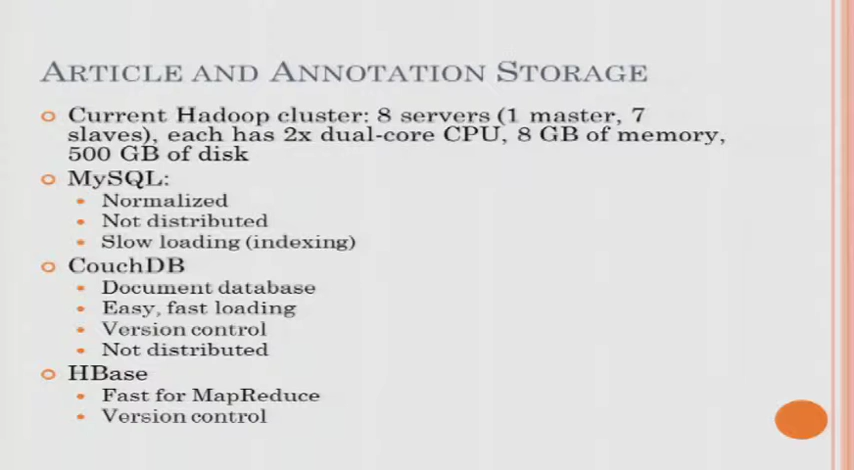 ARTICLE AND ANNOTATION STORAGE
Current Hadoop cluster: 8 servers (1 master, 7
slaves), each has 2x dual-core CPU, 8 GB of memory,
500 GB of disk
MySQL:
Normalized
Not distributed
Slow loading (indexing)
CouchDB
Document database
Easy, fast loading
Version control
Not distributed
HBase
Fast for MapReduce
Version control